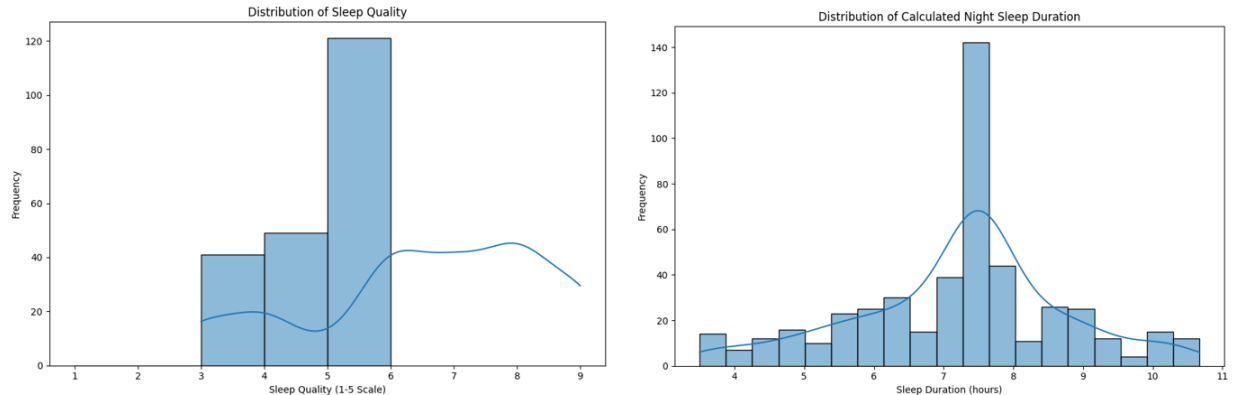 Distribution of Sleep Quality
120
100
80
60
40
20
0
Frequency
1 2 3 4 5 6 7 8 9
Sleep Quality (1-5 Scale)
Distribution of Calculated Night Sleep Duration
140
120
100
80
60
40
20
0
Frequency
4 5 6 7 8 9 10 11
Sleep Duration (hours)